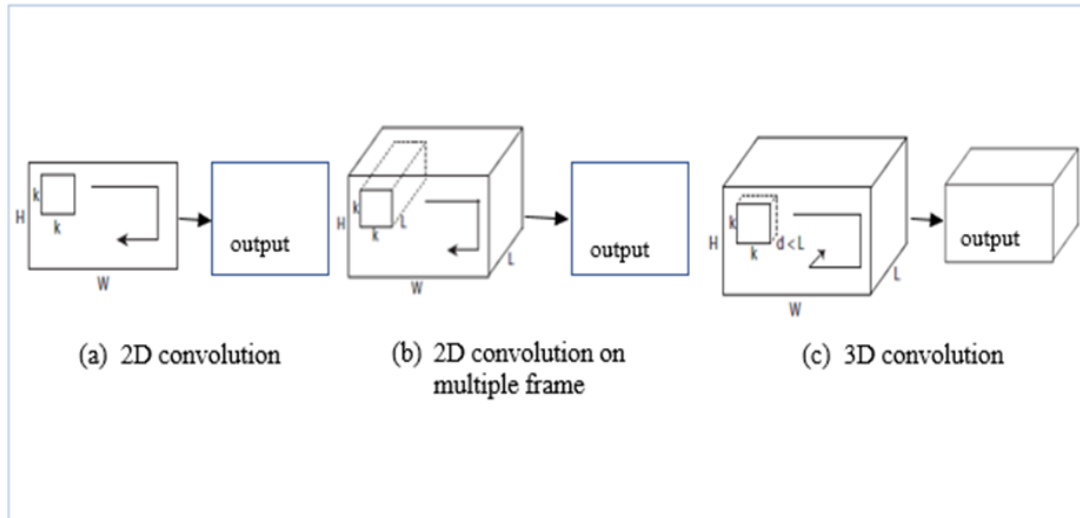 k
k
H
W
output
k
k
L
H
W
L
output
k
k
d<L
H
W
L
output
(a) 2D convolution
(b) 2D convolution on
multiple frame
(c) 3D convolution